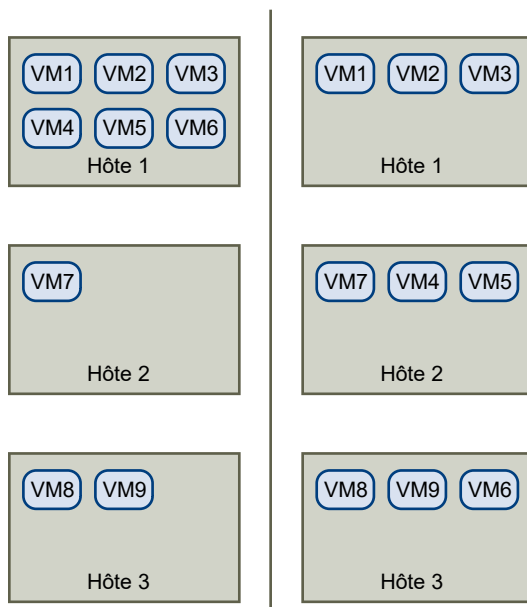 VM1 VM2 VM3
VM4 VM5 VM6
Hôte 1
VM7
Hôte 2
VM8 VM9
Hôte 3
VM1 VM2 VM3
Hôte 1
VM7 VM4 VM5
Hôte 2
VM8 VM9 VM6
Hôte 3